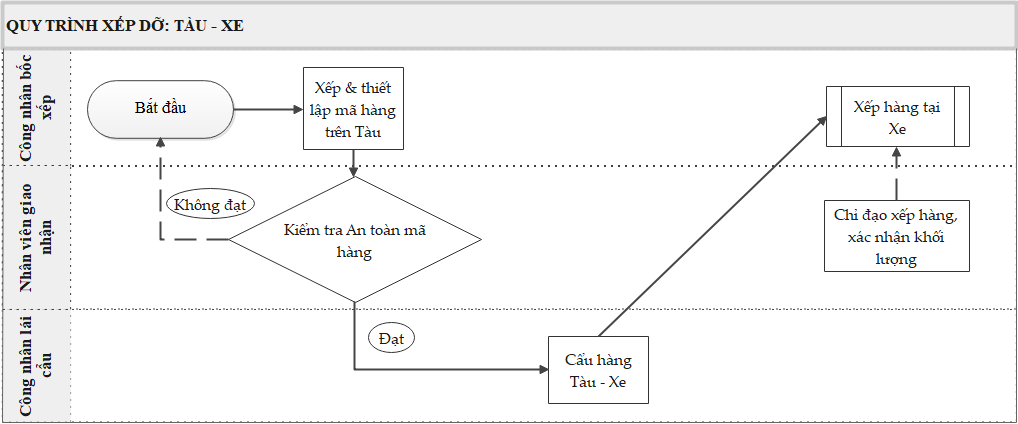 QUY TRÌNH XẾP DỠ: TÀU - XE
Công nhân bốc
xếp
Bắt đầu
Xếp & thiết
lập mã hàng
trên Tàu
Xếp hàng tại
Xe
Nhân viên giao
nhận
Không đạt
Kiểm tra An toàn mã
hàng
Chỉ đạo xếp hàng,
xác nhận khối
lượng
Công nhân lái
cẩu
Đạt
Cẩu hàng
Tàu - Xe